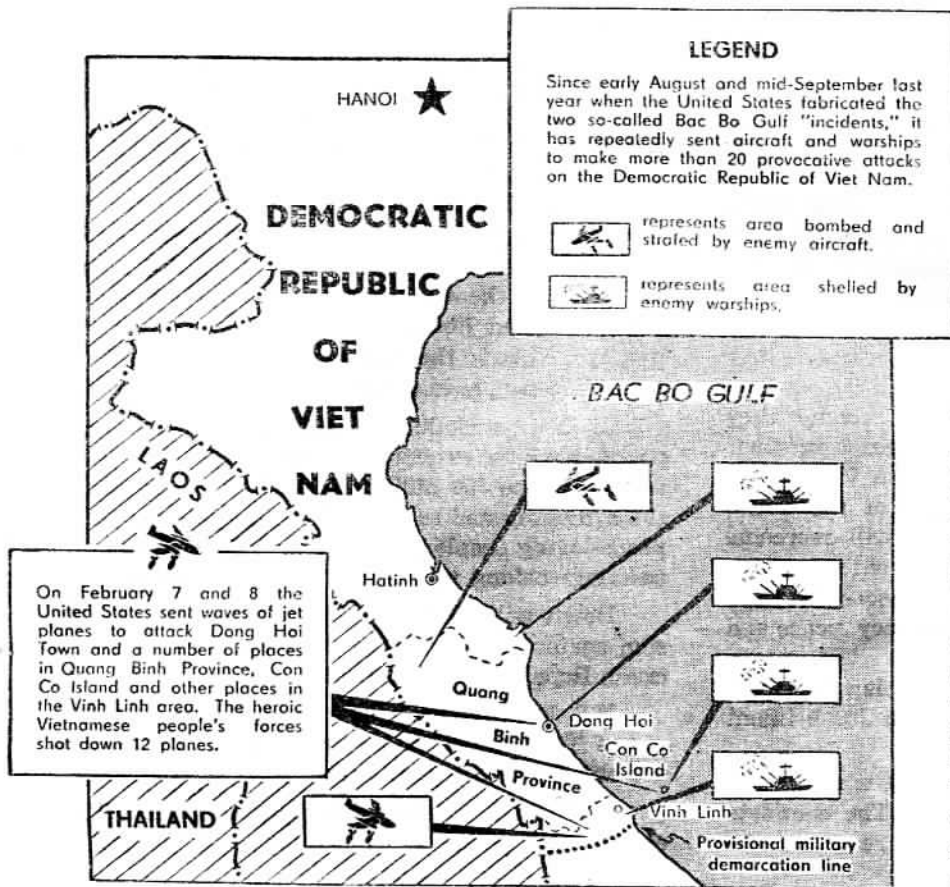 LEGEND
Since early August and mid-September last
year when the United States fabricated the
two so-called Bac Bo Gulf "incidents," it
has repeatedly sent aircraft and warships
to make more than 20 provocative attacks
on the Democratic Republic of Viet Nam.
represents area bombed and
strafed by enemy aircraft.
represents area shelled by
enemy warships.
HANOI
DEMOCRATIC
REPUBLIC
OF
VIET
NAM
BAC BO GULF
LAOS
Hatinh
On February 7 and 8 the
United States sent waves of jet
planes to attack Dong Hoi
Town and a number of places
in Quang Binh Province, Con
Co Island and other places in
the Vinh Linh area. The heroic
Vietnamese people's forces
shot down 12 planes.
Quang
Binh
Province
Dong Hoi
Con Co
Island
Vinh Linh
THAILAND
Provisional military
demarcation line